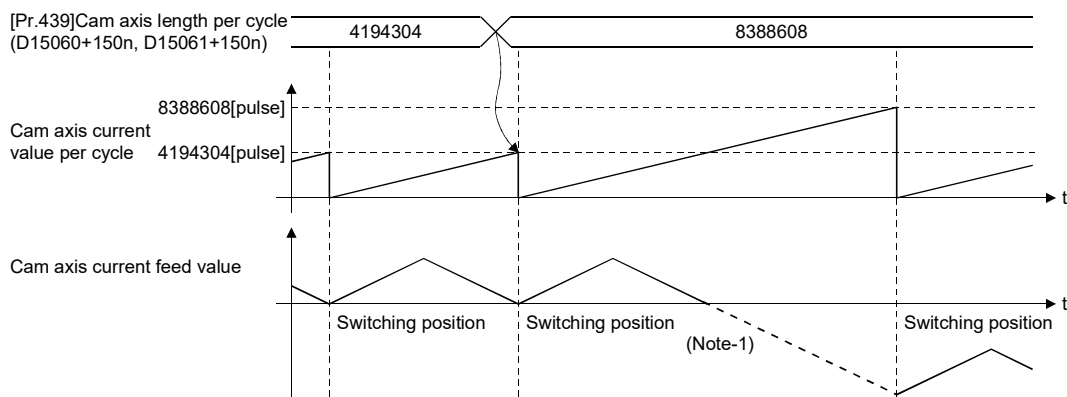 [Pr.439]Cam axis length per cycle
(D15060+150n, D15061+150n)
4194304
8388608
8388608[pulse]
Cam axis current
value per cycle
4194304[pulse]
t
Cam axis current feed value
t
Switching position
Switching position
Switching position
(Note-1)